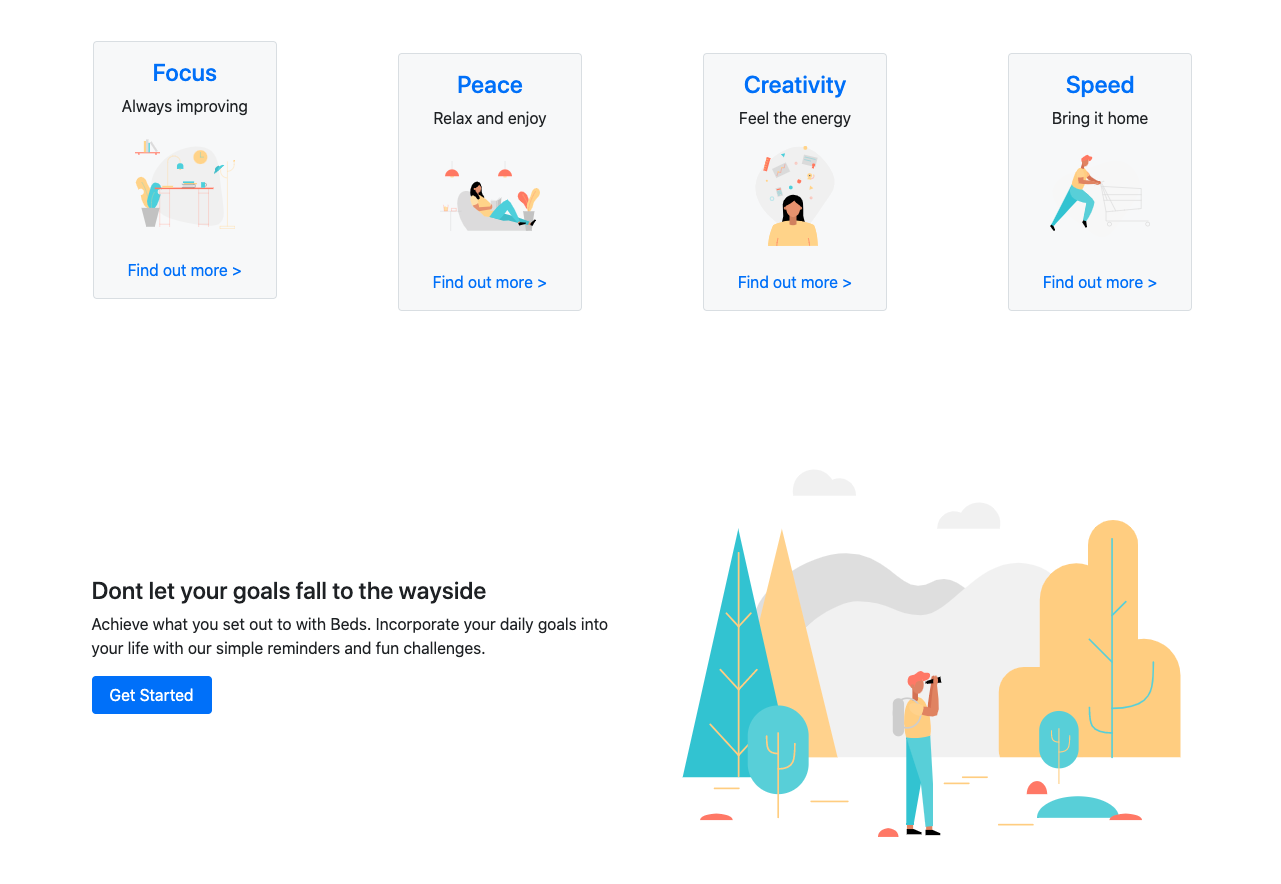 Focus
Always improving
Find out more >
Peace
Relax and enjoy
Find out more >
Creativity
Feel the energy
Find out more >
Speed
Bring it home
Find out more >
Dont let your goals fall to the wayside
Achieve what you set out to with Beds. Incorporate your daily goals into
your life with our simple reminders and fun challenges.
Get Started